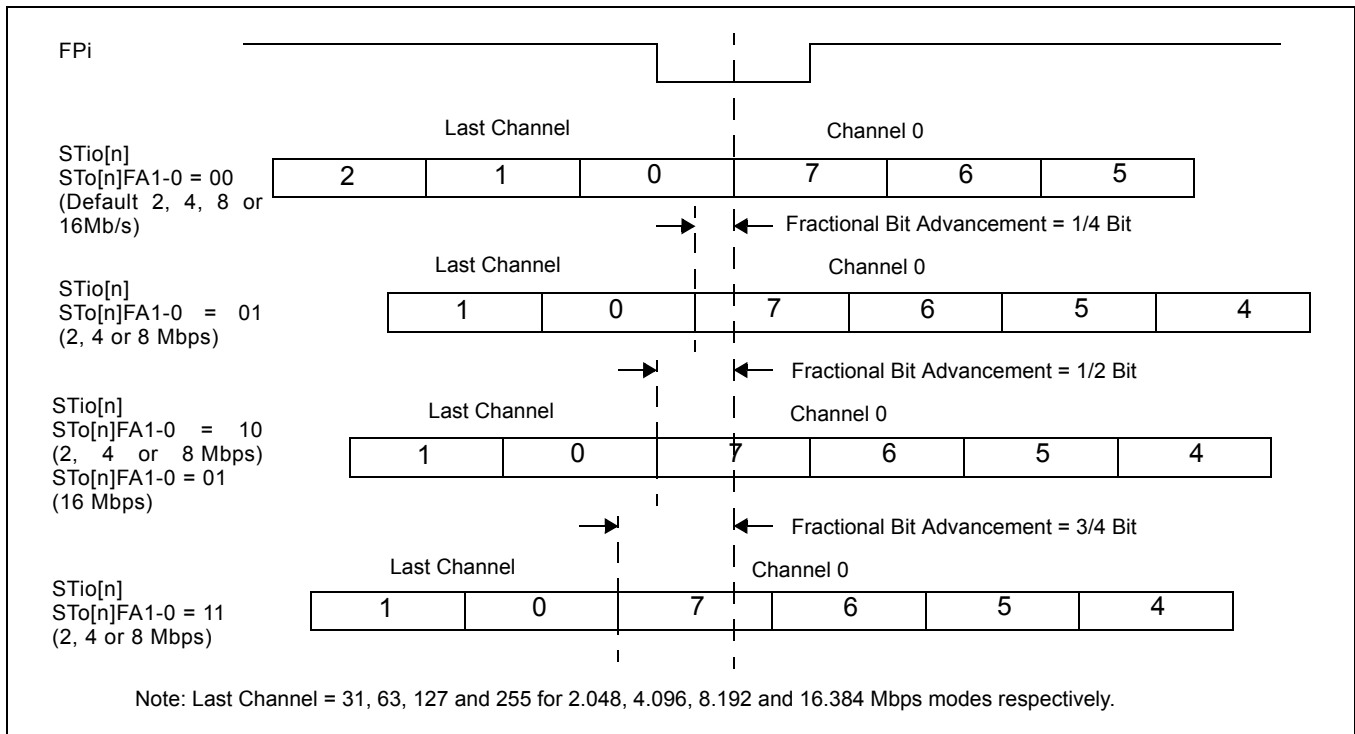 FPi
Last Channel Channel 0
STio[n]
STo[n]FA1-0 = 00
(Default 2, 4, 8 or
16Mb/s)
2 1 0 7 6 5
Fractional Bit Advancement = 1/4 Bit
Last Channel Channel 0
STio[n]
STo[n]FA1-0 = 01
(2, 4 or 8 Mbps)
1 0 7 6 5 4
Fractional Bit Advancement = 1/2 Bit
Last Channel Channel 0
STio[n]
STo[n]FA1-0 = 10
(2, 4 or 8 Mbps)
STo[n]FA1-0 = 01
(16 Mbps)
1 0 7 6 5 4
Fractional Bit Advancement = 3/4 Bit
Last Channel Channel 0
STio[n]
STo[n]FA1-0 = 11
(2, 4 or 8 Mbps)
1 0 7 6 5 4
Note: Last Channel = 31, 63, 127 and 255 for 2.048, 4.096, 8.192 and 16.384 Mbps modes respectively.